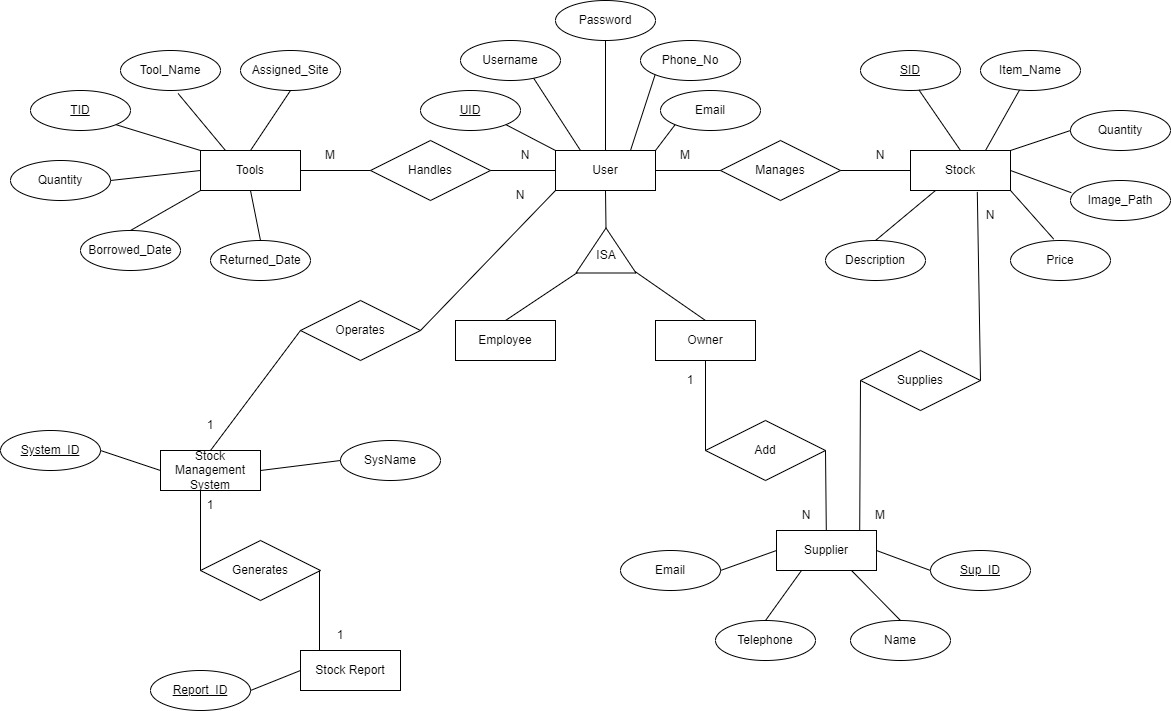 Password
Username
Phone_No
Tool_Name
Assigned_Site
SID
Item_Name
TID
UID
Email
Quantity
M
N
M
N
Tools
Handles
User
Manages
Stock
Quantity
N
Image_Path
N
Borrowed_Date
Returned_Date
ISA
Description
Price
Operates
Employee
Owner
1
Supplies
1
System_ID
Stock
Management
System
SysName
Add
1
N
M
Supplier
Generates
Email
Sup_ID
1
Telephone
Name
Stock Report
Report_ID